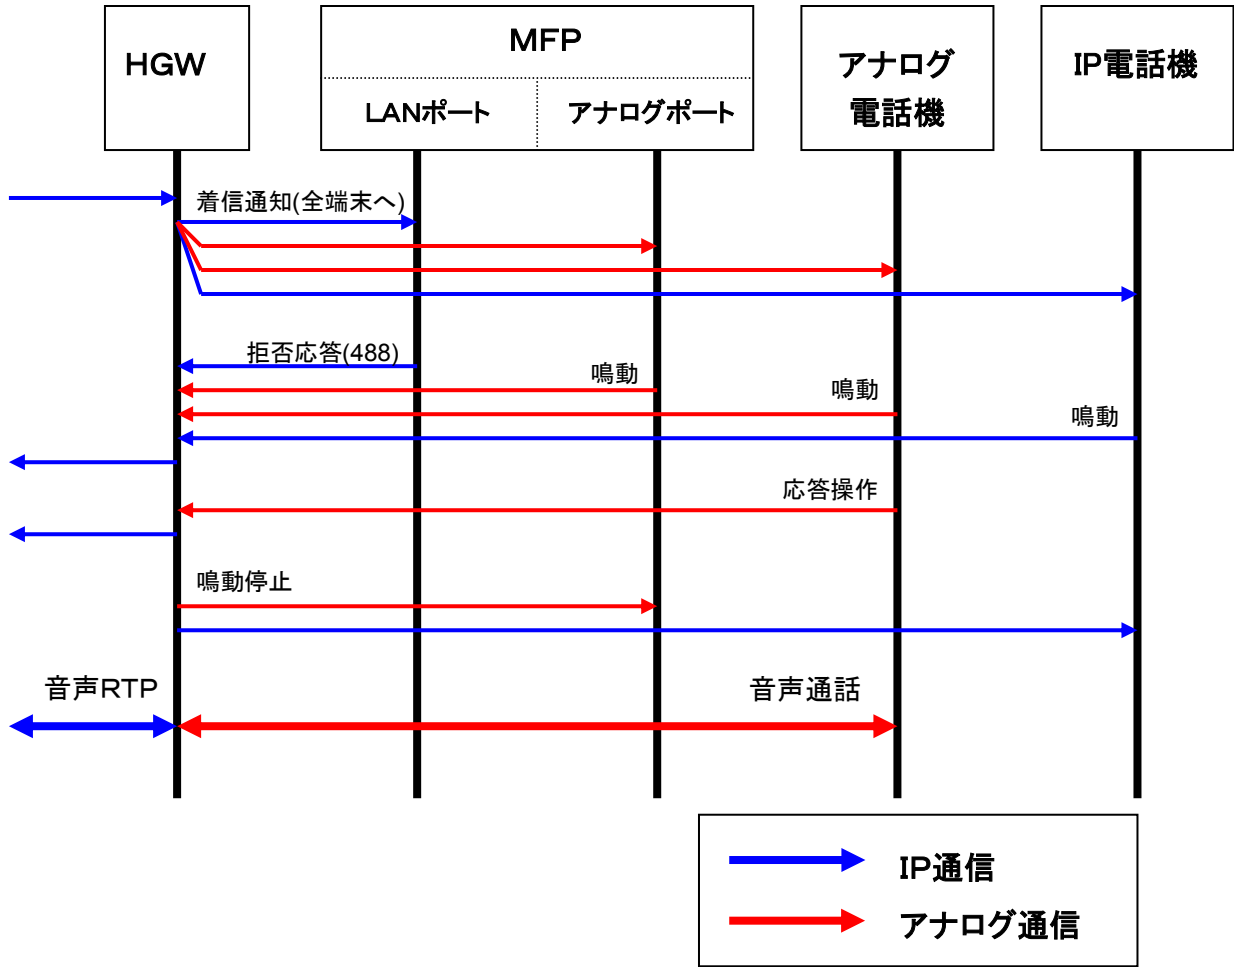 HGW
MFP
LANポート
アナログポート
アナログ
電話機
IP電話機
着信通知(全端末へ)
拒否応答(488)
鳴動
鳴動
鳴動
応答操作
鳴動停止
音声RTP
音声通話
IP通信
アナログ通信